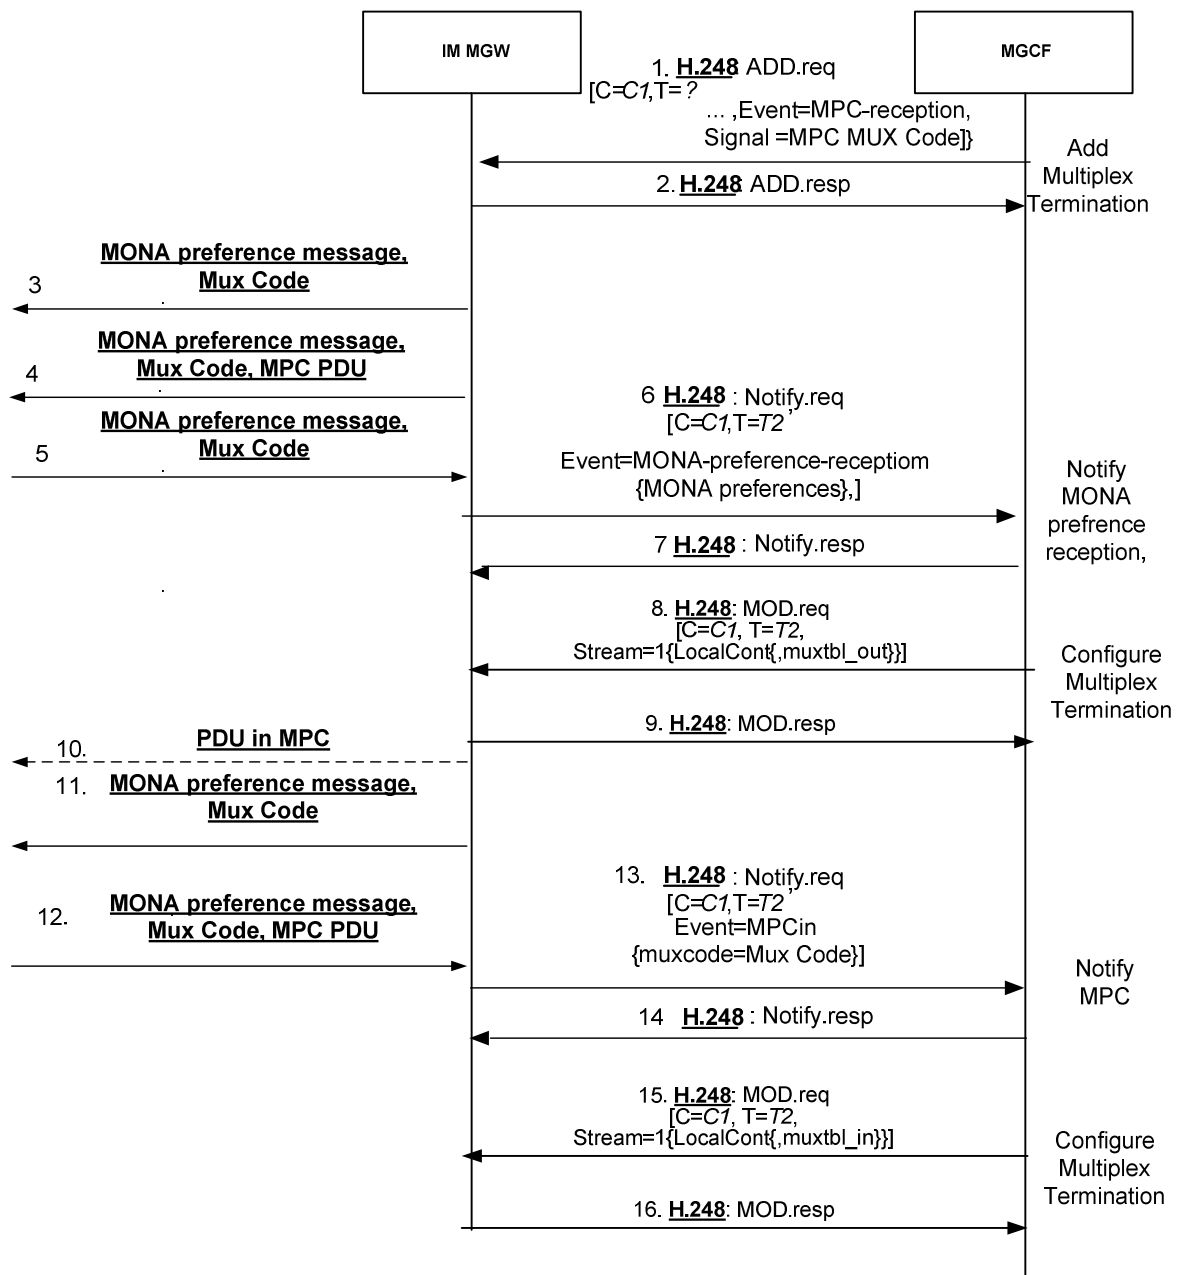 IM MGW
MGCF
1. H.248: ADD.req
[C=C1,T=?
... ,Event=MPC-reception,
Signal =MPC MUX Code]}
Add
Multiplex
Termination
2. H.248: ADD.resp
MONA preference message,
Mux Code
3
MONA preference message,
Mux Code, MPC PDU
4
MONA preference message,
Mux Code
5
6 H.248 : Notify.req
[C=C1,T=T2,
Event=MONA-preference-receptiom
{MONA preferences},]
Notify
MONA
prefrence
reception,
7 H.248 : Notify.resp
8. H.248: MOD.req
[C=C1, T=T2,
Stream=1{LocalCont{,muxtbl_out}}]
Configure
Multiplex
Termination
9. H.248: MOD.resp
10. PDU in MPC
11. MONA preference message,
Mux Code
12. MONA preference message,
Mux Code, MPC PDU
13. H.248 : Notify.req
[C=C1,T=T2,
Event=MPCin
{muxcode=Mux Code}]
Notify
MPC
14 H.248 : Notify.resp
15. H.248: MOD.req
[C=C1, T=T2,
Stream=1{LocalCont{,muxtbl_in}}]
Configure
Multiplex
Termination
16. H.248: MOD.resp